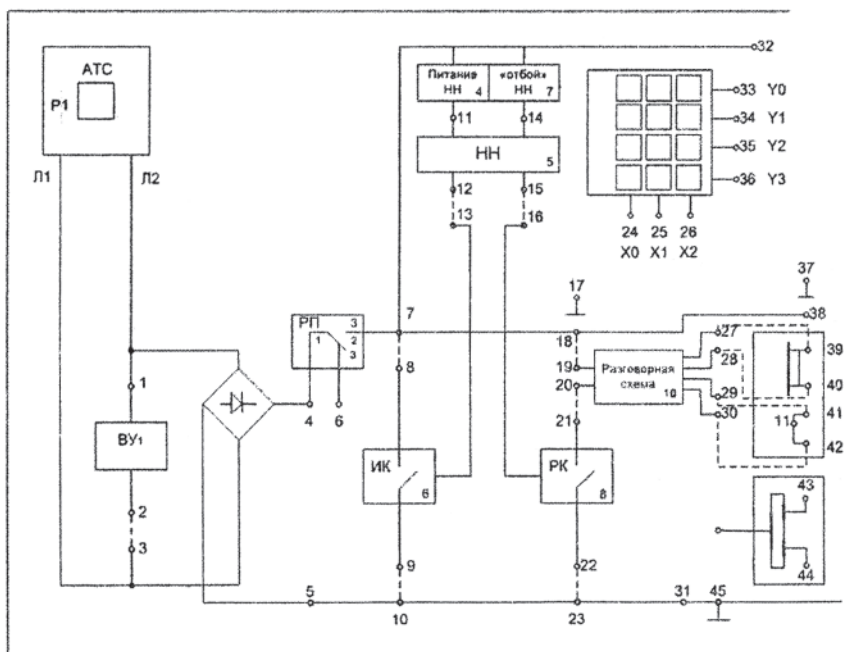 32
АТС
Р1
Питание НН 4
«отбой» НН 7
33 Y0
11
14
34 Y1
НН 5
35 Y2
Л1
Л2
12
15
36 Y3
13
16
24
25
26
X0
X1
X2
37
17
РП
3
7
38
1
2
3
18
27
39
8
19
28
Разговорная схема 10
20
29
40
1
4
6
30
41
21
11
42
ВУ1
ИК 6
РК 8
43
2
3
44
9
22
5
31
45
10
23